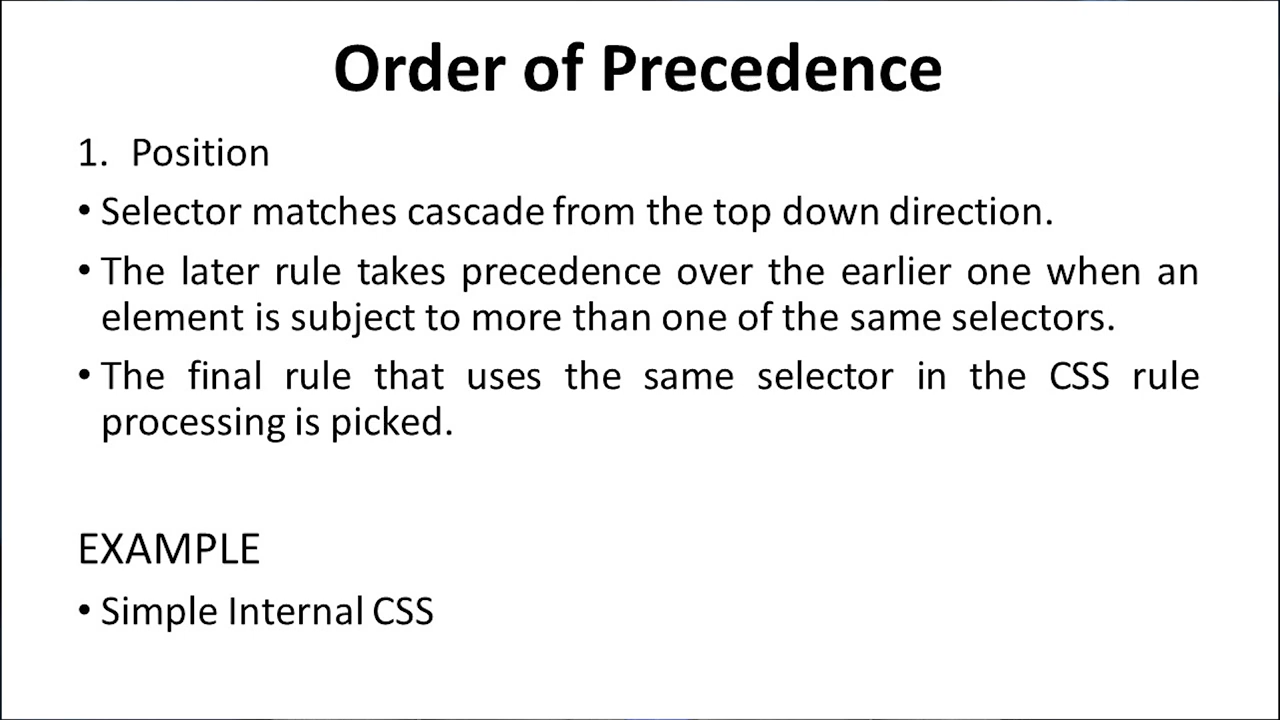 Order of Precedence
1. Position
• Selector matches cascade from the top down direction.
• The later rule takes precedence over the earlier one when an
element is subject to more than one of the same selectors.
• The final rule that uses the same selector in the CSS rule
processing is picked.
EXAMPLE
• Simple Internal CSS